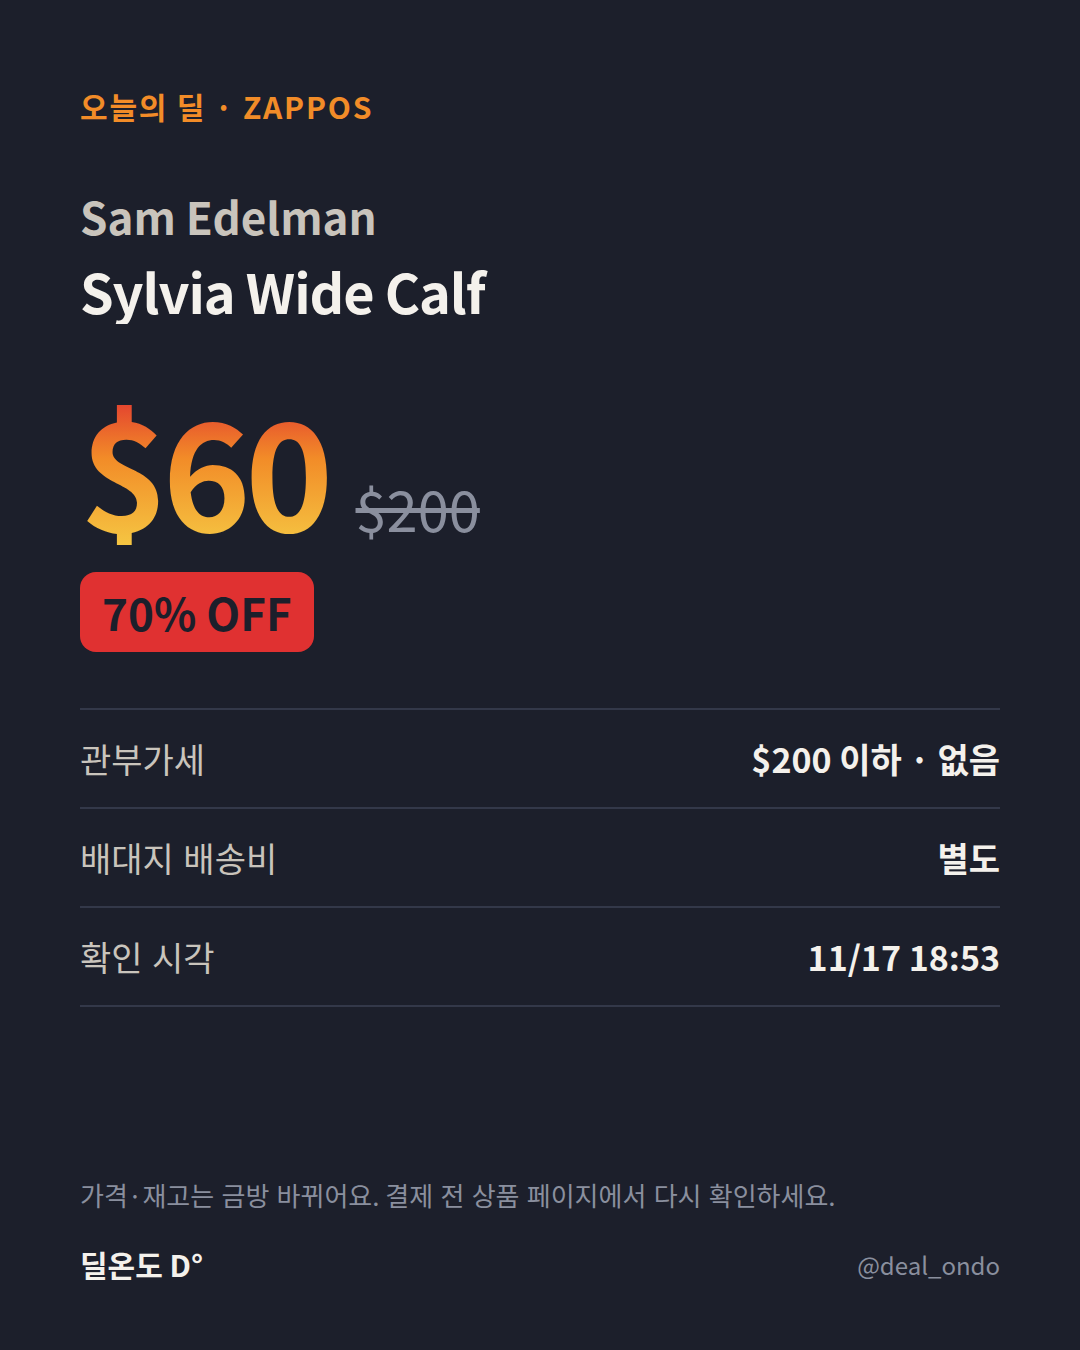 오늘의 딜 · ZAPPOS
Sam Edelman
Sylvia Wide Calf
$60 $200
70% OFF
관부가세 $200 이하 · 없음
배대지 배송비 별도
확인 시각 11/17 18:53
가격·재고는 금방 바뀌어요. 결제 전 상품 페이지에서 다시 확인하세요.
딜온도 D° @deal_ondo